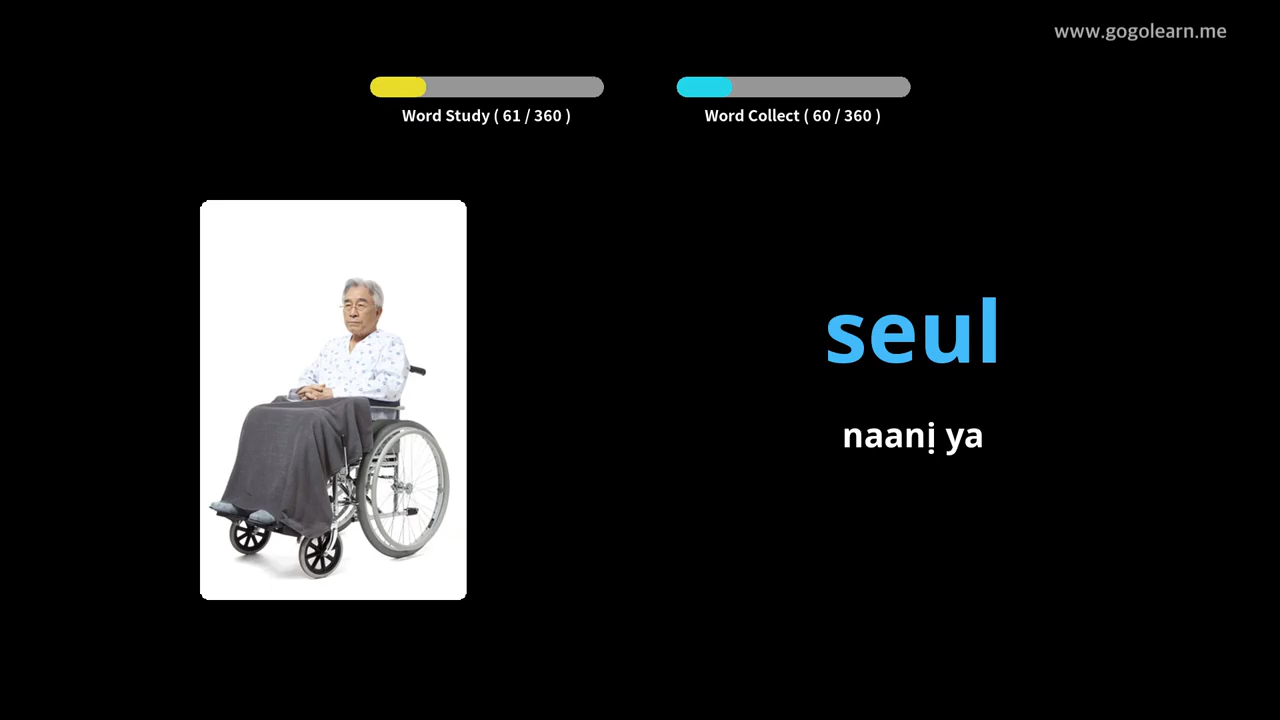 www.gogolearn.me
Word Study ( 61 / 360 )
Word Collect ( 60 / 360 )
seul
naanị ya